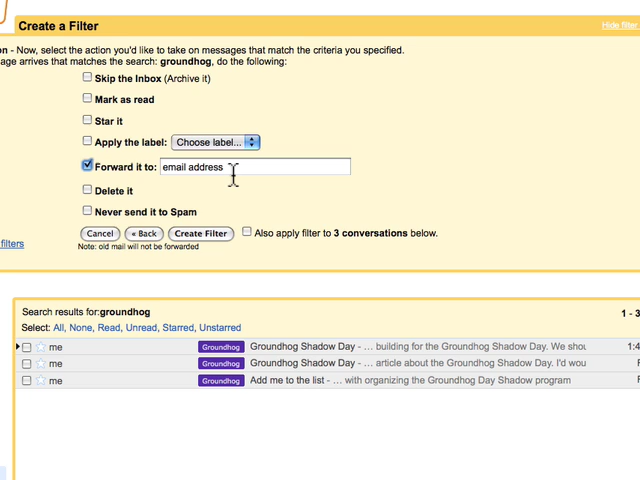 Create a Filter
Hide filter
on - Now, select the action you'd like to take on messages that match the criteria you specified.
age arrives that matches the search: groundhog, do the following:
Skip the Inbox (Archive it)
Mark as read
Star it
Apply the label: Choose label...
Forward it to: email address
Delete it
Never send it to Spam
filters
Cancel « Back Create Filter Also apply filter to 3 conversations below.
Note: old mail will not be forwarded
Search results for:groundhog
1 - 3
Select: All, None, Read, Unread, Starred, Unstarred
me Groundhog Groundhog Shadow Day - ... building for the Groundhog Day. We shou 1:4
me Groundhog Groundhog Shadow Day - ... article about the Groundhog Day. I'd wou F
me Groundhog Add me to the list - ... with organizing the Groundhog Day Shadow program F